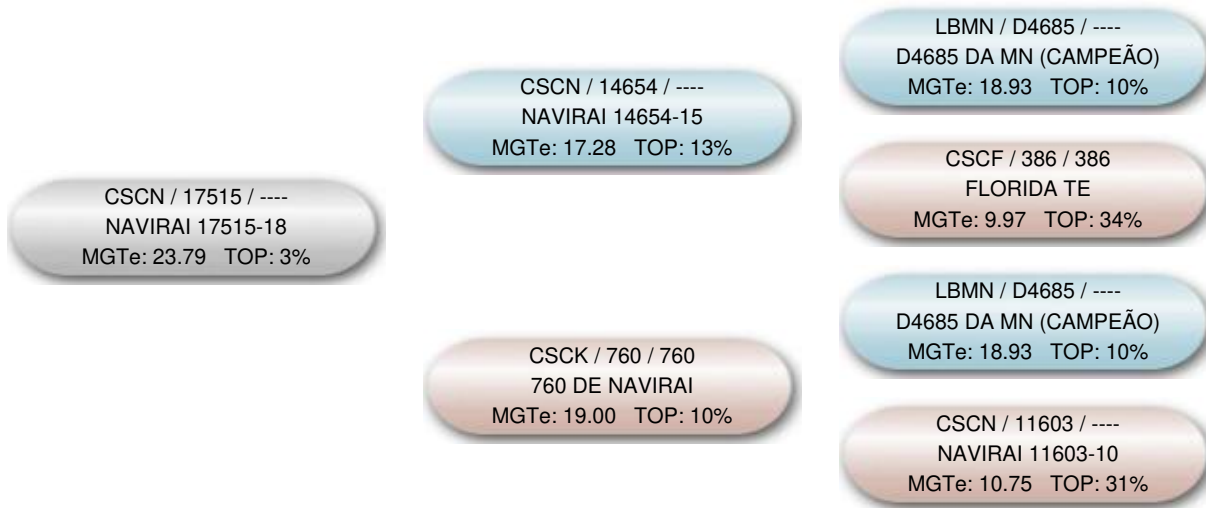 LBMN / D4685 / ----
D4685 DA MN (CAMPEÃO)
MGTe: 18.93 TOP: 10%
CSCN / 14654 / ----
NAVIRAI 14654-15
MGTe: 17.28 TOP: 13%
CSCF / 386 / 386
FLORIDA TE
MGTe: 9.97 TOP: 34%
CSCN / 17515 / ----
NAVIRAI 17515-18
MGTe: 23.79 TOP: 3%
LBMN / D4685 / ----
D4685 DA MN (CAMPEÃO)
MGTe: 18.93 TOP: 10%
CSCK / 760 / 760
760 DE NAVIRAI
MGTe: 19.00 TOP: 10%
CSCN / 11603 / ----
NAVIRAI 11603-10
MGTe: 10.75 TOP: 31%